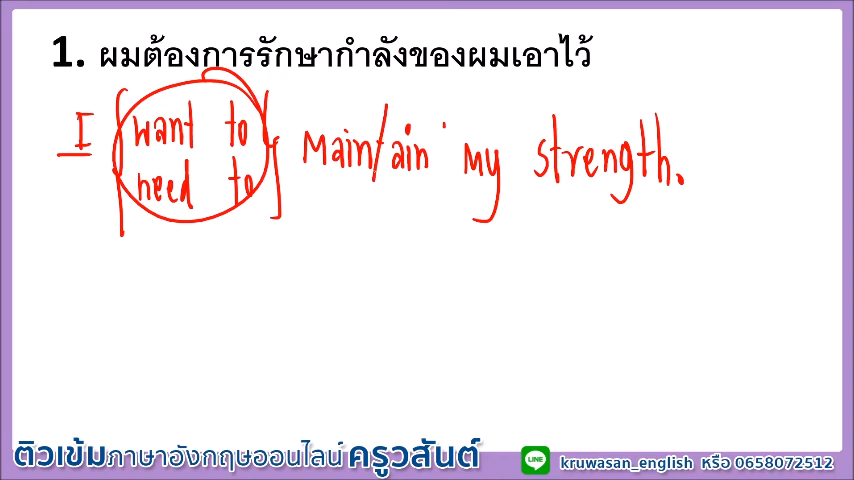 1. ผมต้องการรักษากำลังของผมเอาไว้
I want to maintain my strength.
need to
ติวเข้มภาษาอังกฤษออนไลน์ ครูวสันต์
LINE kruwasan_english หรือ 0658072512